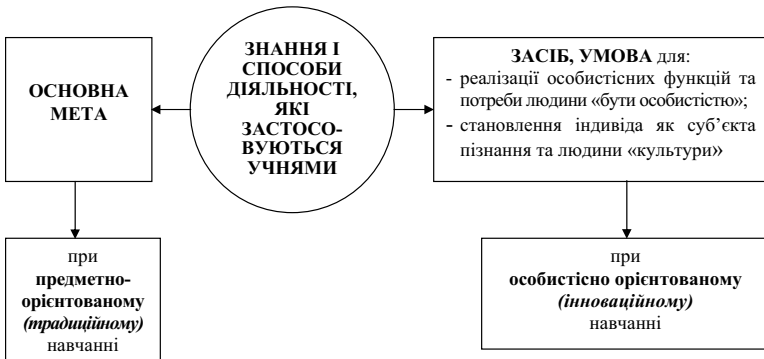 ОСНОВНА
МЕТА
ЗНАННЯ І
СПОСОБИ
ДІЯЛЬНОСТІ,
ЯКІ
ЗАСТОСО-
ВУЮТЬСЯ
УЧНЯМИ
ЗАСІБ, УМОВА для:
- реалізації особистісних функцій та
потреби людини «бути особистістю»;
- становлення індивіда як суб’єкта
пізнання та людини «культури»
при
предметно-
орієнтованому
(традиційному)
навчанні
при
особистісно орієнтованому
(інноваційному)
навчанні